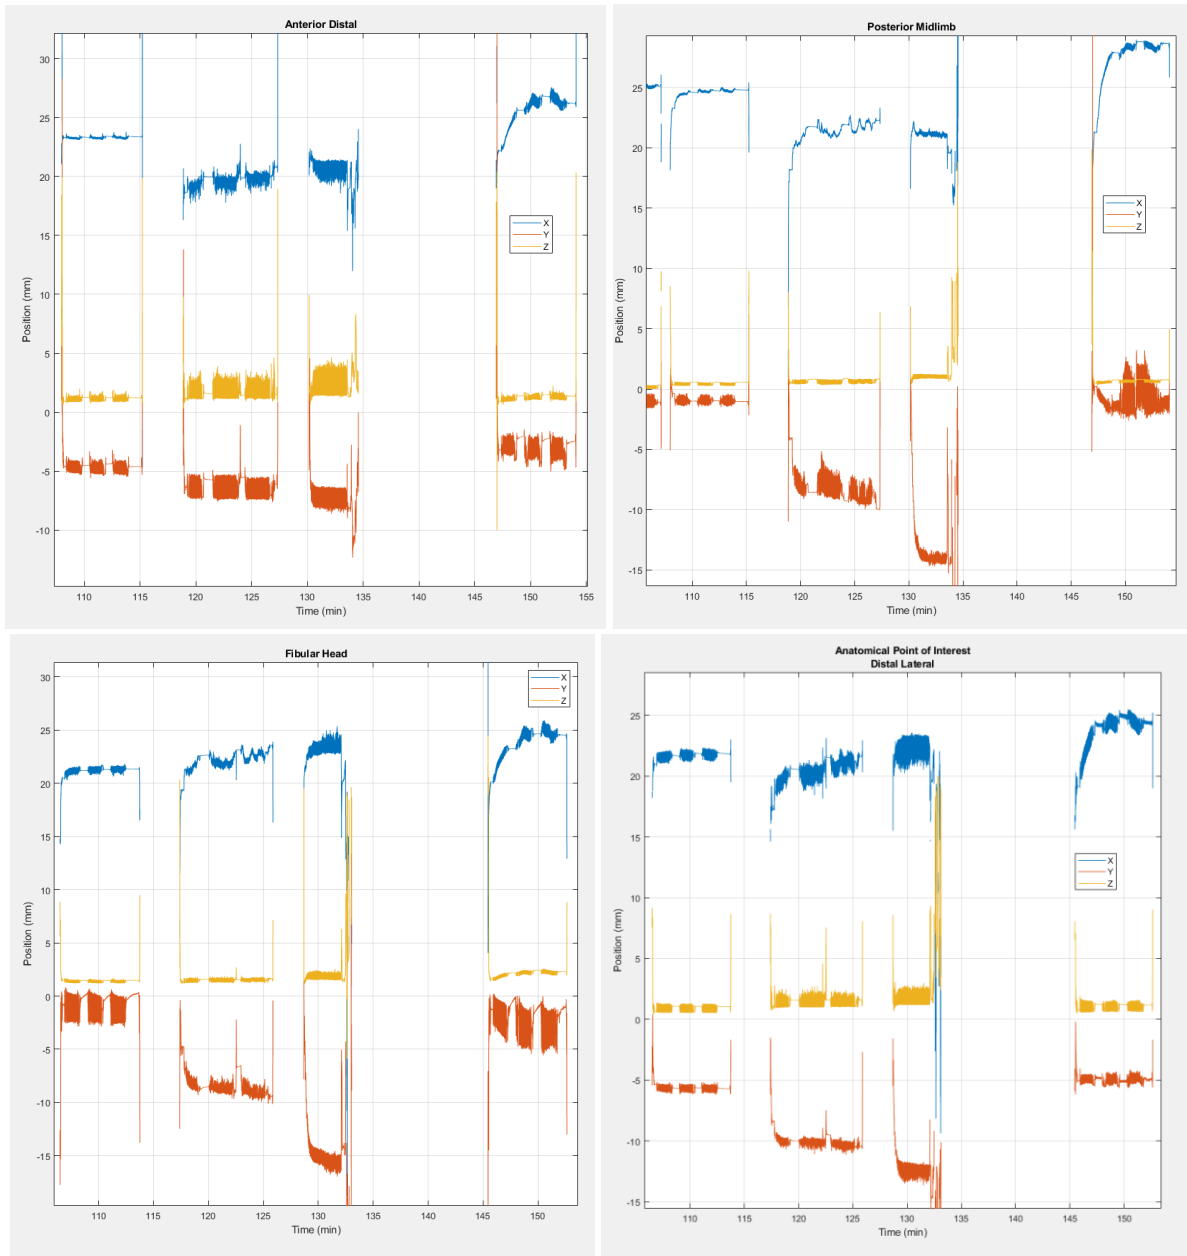 Anterior Distal
30
25
20
15
10
5
0
-5
-10
Position (mm)
X
Y
Z
110
115
120
125
130
135
140
145
150
155
Time (min)
Posterior Midlimb
25
20
15
10
5
0
-5
-10
-15
Position (mm)
X
Y
Z
110
115
120
125
130
135
140
145
150
Time (min)
Fibular Head
30
25
20
15
10
5
0
-5
-10
-15
Position (mm)
X
Y
Z
110
115
120
125
130
135
140
145
150
Time (min)
Anatomical Point of Interest
Distal Lateral
25
20
15
10
5
0
-5
-10
-15
Position (mm)
X
Y
Z
110
115
120
125
130
135
140
145
150
Time (min)